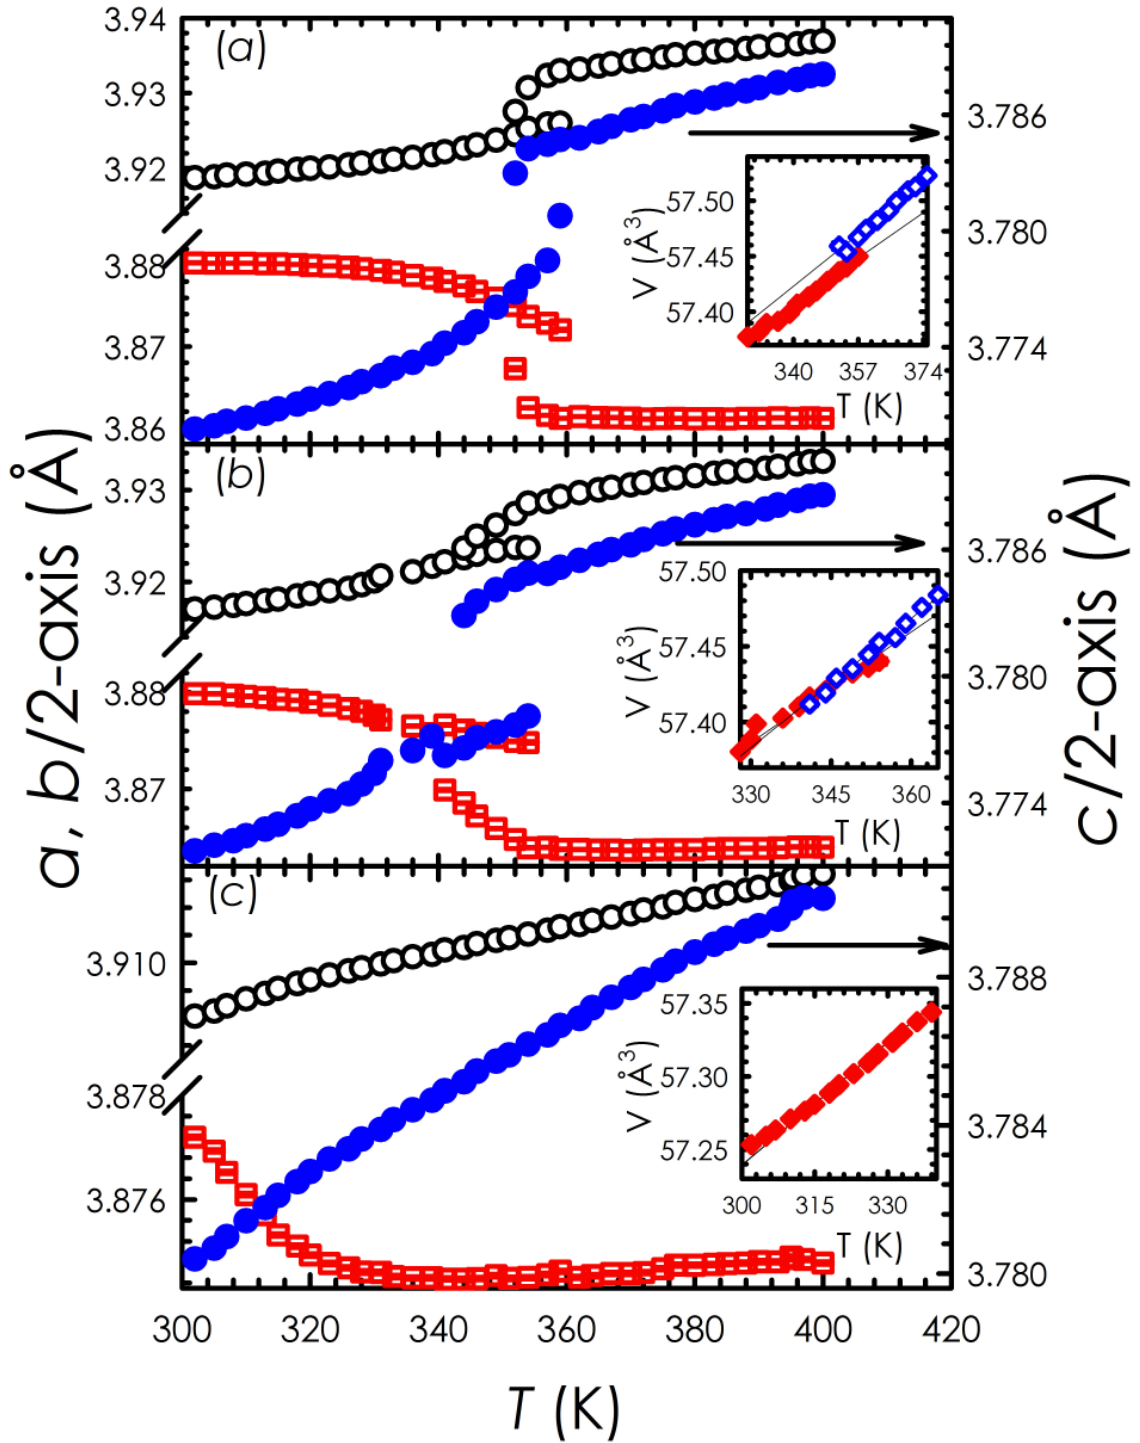 a, b/2-axis (Å)
c/2-axis (Å)
(a)
3.94
3.93
3.92
3.88
3.87
3.86
3.786
3.780
3.774
V (Å³)
57.50
57.45
57.40
340 357 374
T (K)
(b)
3.93
3.92
3.88
3.87
3.786
3.780
3.774
V (Å³)
57.50
57.45
57.40
330 345 360
T (K)
(c)
3.910
3.878
3.876
3.788
3.784
3.780
V (Å³)
57.35
57.30
57.25
300 315 330
T (K)
300 320 340 360 380 400 420
T (K)